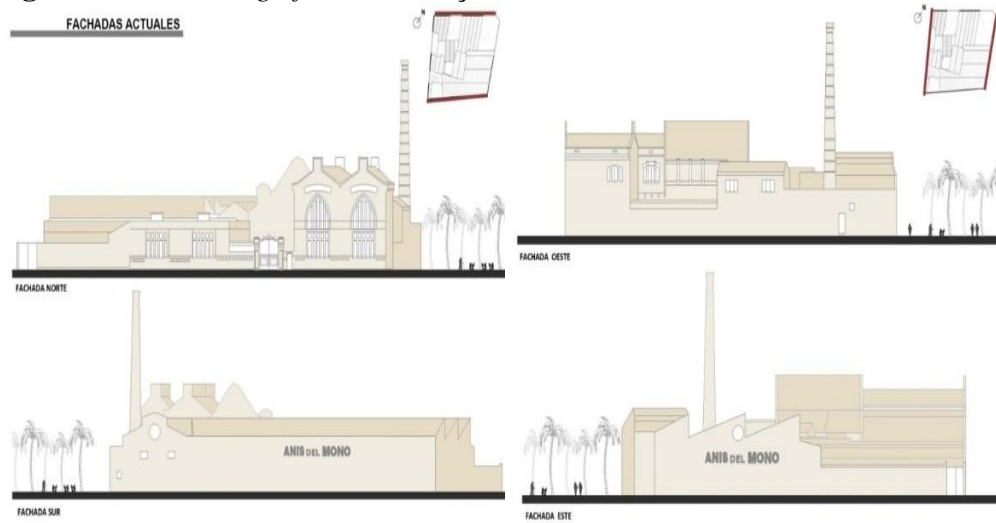 FACHADAS ACTUALES
N
FACHADA NORTE
N
FACHADA OESTE
ANIS DEL MONO
FACHADA SUR
ANIS DEL MONO
FACHADA ESTE